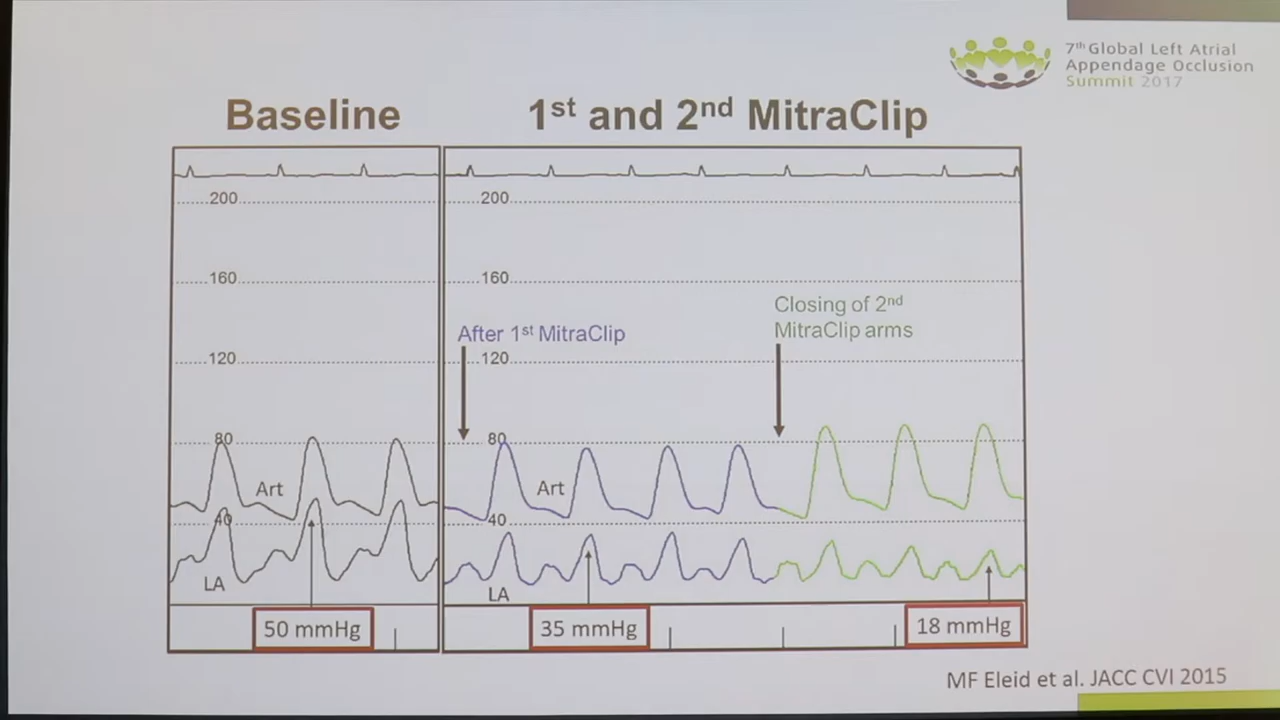 7th Global Left Atrial
Appendage Occlusion
Summit 2017
Baseline
1st and 2nd MitraClip
200
160
120
80
Art
40
LA
50 mmHg
200
160
After 1st MitraClip
Closing of 2nd
MitraClip arms
120
80
Art
40
LA
35 mmHg
18 mmHg
MF Eleid et al. JACC CVI 2015